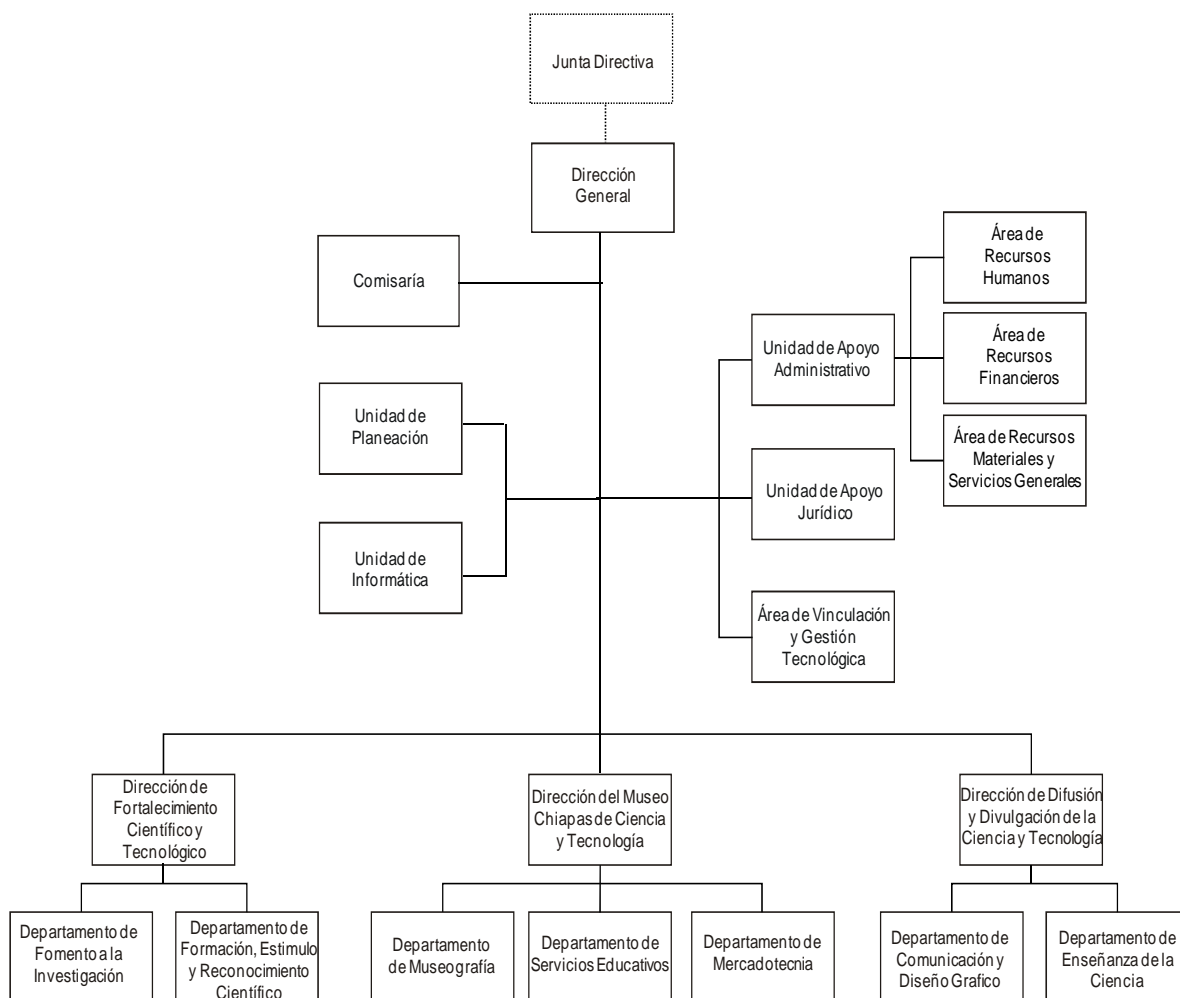 Junta Directiva
Dirección
General
Comisaría
Área de
Recursos
Humanos
Unidad de Apoyo
Administrativo
Área de
Recursos
Financieros
Unidad de
Planeación
Área de Recursos
Materiales y
Servicios Generales
Unidad de Apoyo
Jurídico
Unidad de
Informática
Área de Vinculación
y Gestión
Tecnológica
Dirección de
Fortalecimiento
Científico y
Tecnológico
Dirección del Museo
Chiapas de Ciencia
y Tecnología
Dirección de Difusión
y Divulgación de la
Ciencia y Tecnología
Departamento de
Fomento a la
Investigación
Departamento de
Formación, Estimulo
y Reconocimiento
Científico
Departamento
de Museografía
Departamento de
Servicios Educativos
Departamento de
Mercadotecnia
Departamento de
Comunicación y
Diseño Grafico
Departamento de
Enseñanza de la
Ciencia